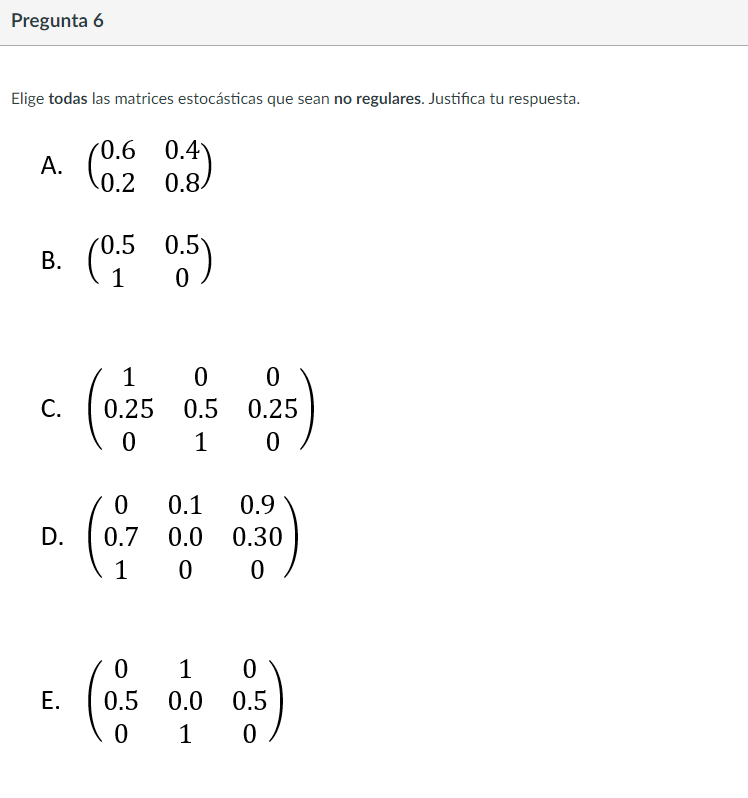 Pregunta 6
Elige todas las matrices estocásticas que sean no regulares. Justifica tu respuesta.
A. (0.6 0.4
0.2 0.8)
B. (0.5 0.5
1 0)
C. (1 0 0
0.25 0.5 0.25
0 1 0)
D. (0 0.1 0.9
0.7 0.0 0.30
1 0 0)
E. (0 1 0
0.5 0.0 0.5
0 1 0)